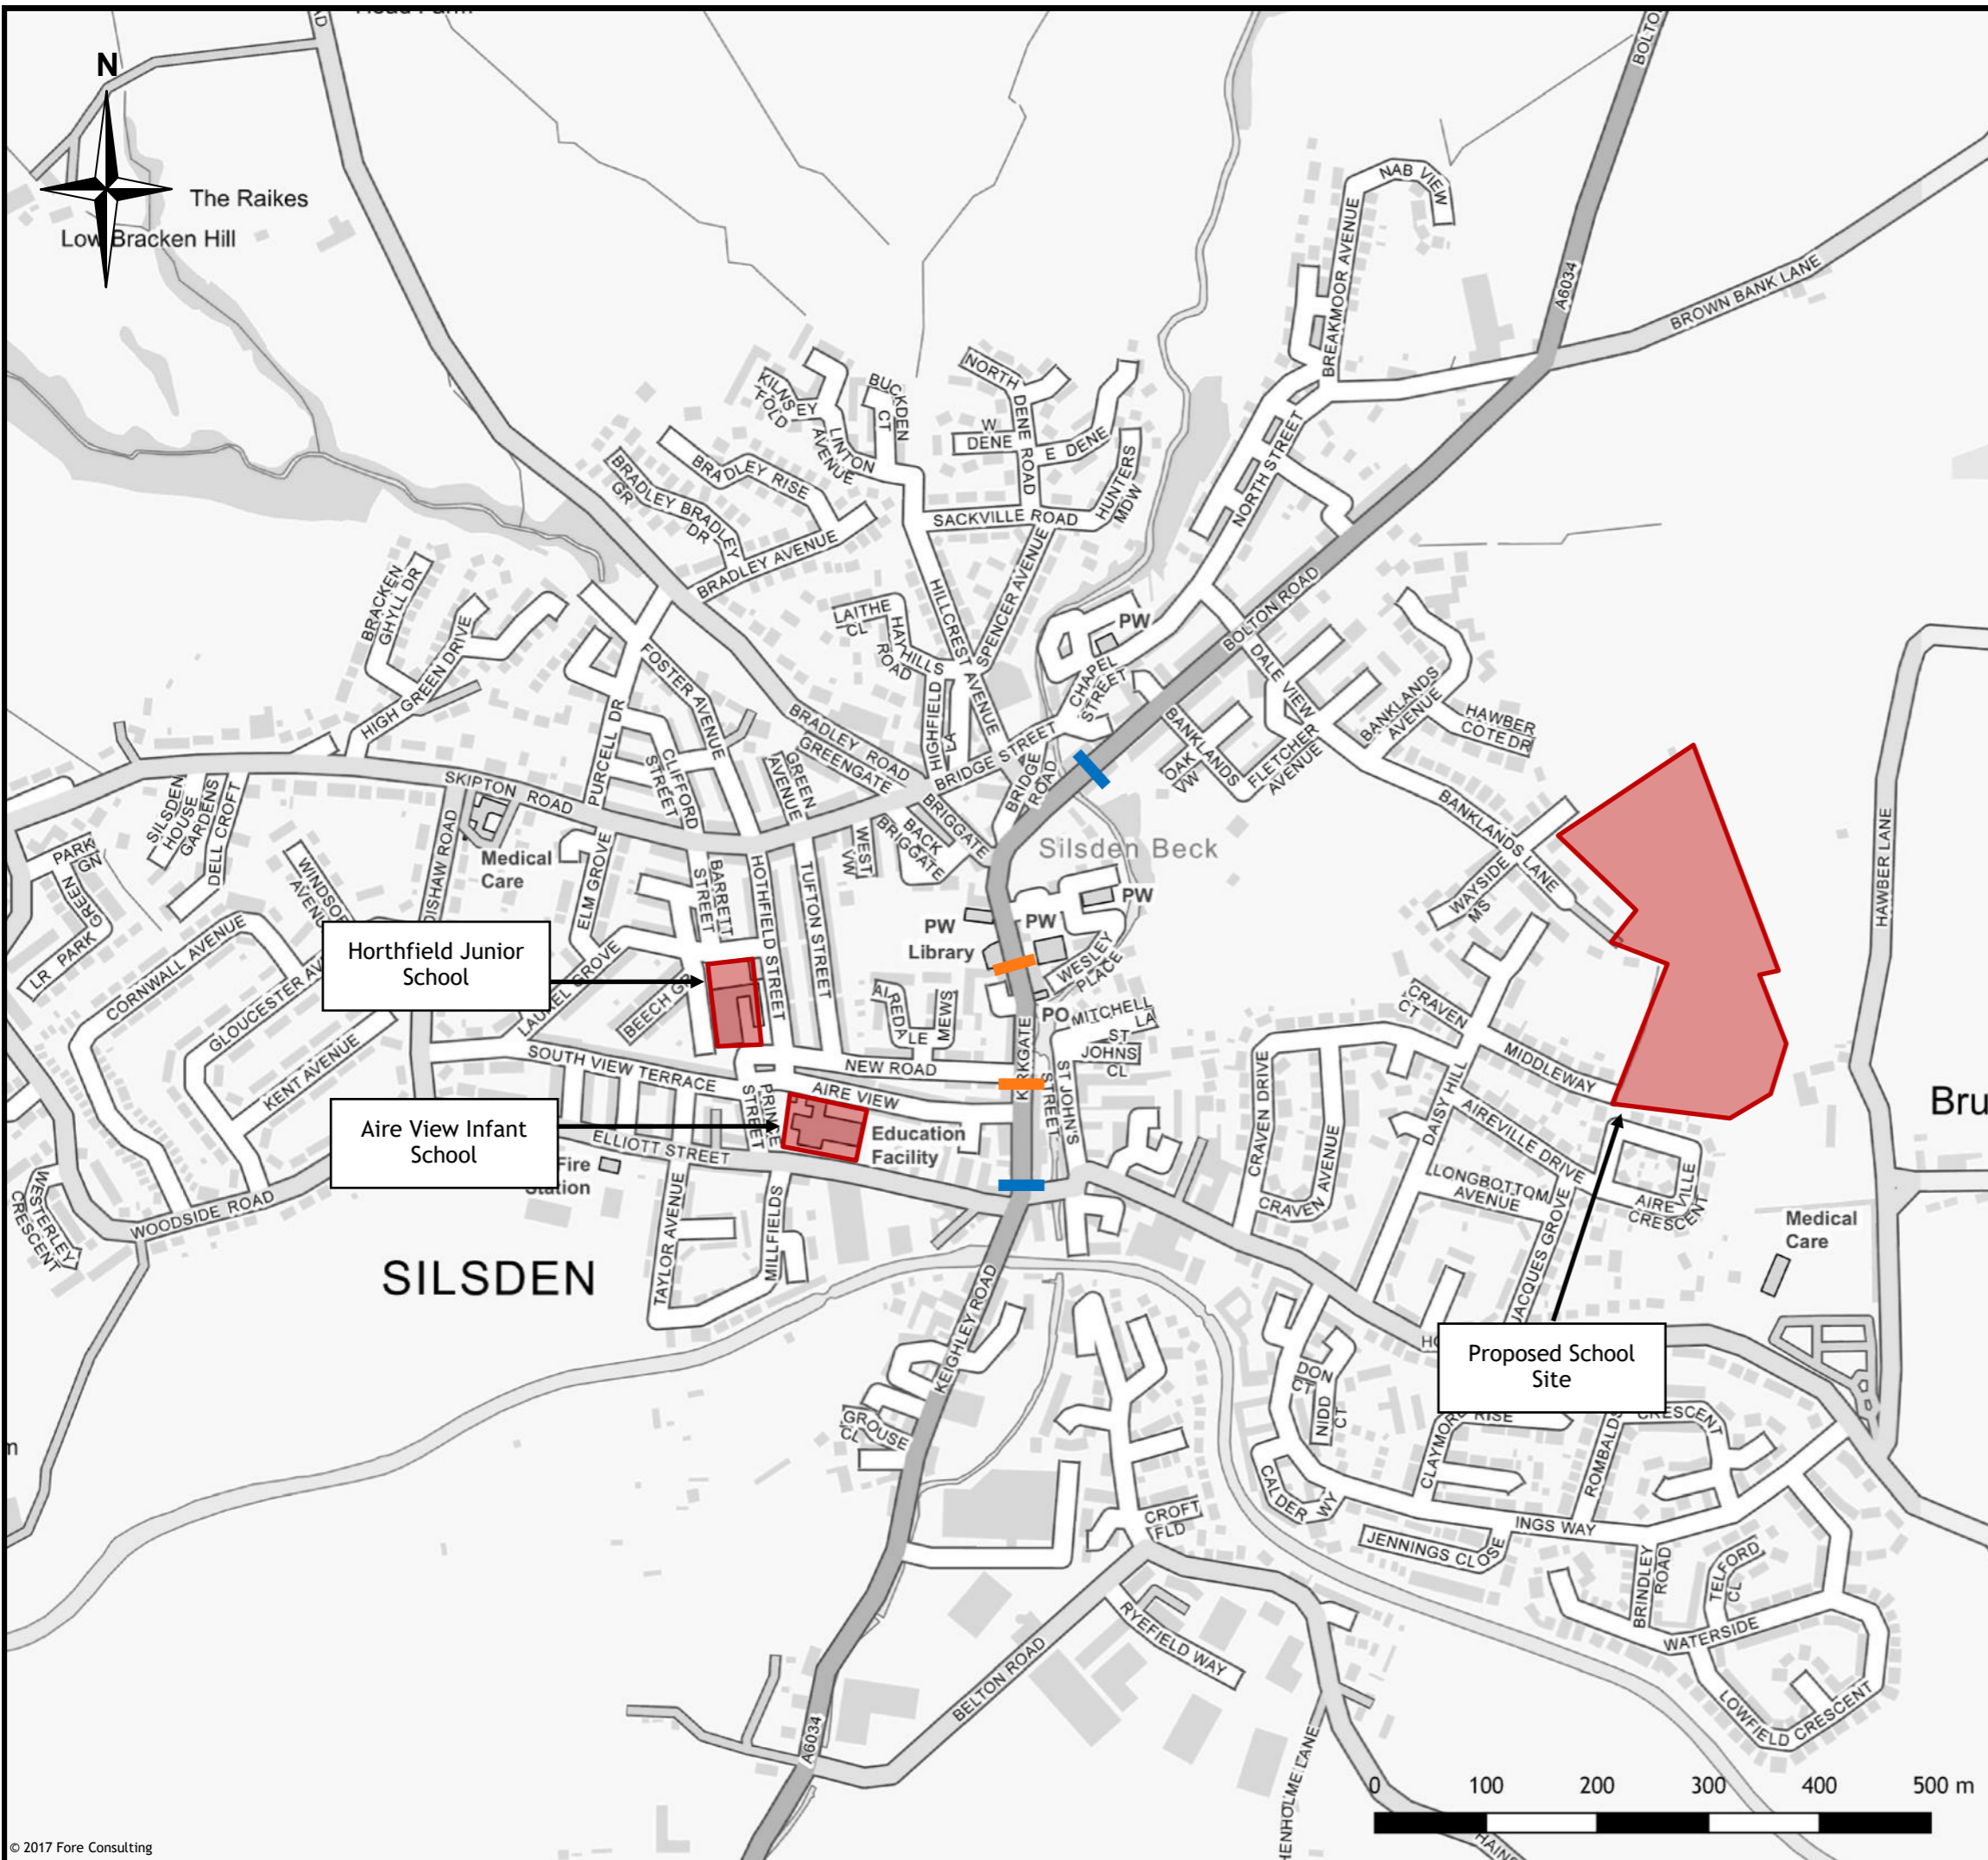 N
The Raikes
Low Bracken Hill
A6034
BROWN BANK LANE
NAB VIEW
BREAKMOOR AVENUE
NORTH STREET
KILNSEY
FOLD
LINTON
AVENUE
BUCKDEN
CT
NORTH DENE ROAD
W
DENE
E DENE
HUNTERS
MDW
SACKVILLE ROAD
BRADLEY RISE
BRADLEY
GR
BRADLEY
DR
BRADLEY AVENUE
HILLCREST AVENUE
SPENCER AVENUE
LAITHE
CL
HAYHILLS
ROAD
HIGHFIELD
LA
BRACKEN
GHYLL DR
HIGH GREEN DRIVE
FOSTER AVENUE
PURCELL DR
CLIFFORD
STREET
GREEN
AVENUE
BRADLEY ROAD
GREENGATE
BRIDGE STREET
BRIDGE
ROAD
CHAPEL
STREET
PW
BOLTON ROAD
DALE VIEW
BANKLANDS
OAK
VW
FLETCHER
AVENUE
BANKLANDS
AVENUE
HAWBER
COTE DR
BANKLANDS LANE
WAYSIDE
MS
HAWBER LANE
SKIPTON ROAD
SILSDEN
HOUSE
GARDENS
DELL CROFT
PARK
GN
GREEN
LR PARK
Medical
Care
ELM GROVE
BARRETT
STREET
HOTHFIELD STREET
TUFTON STREET
WEST
VW
BACK
BRIGGATE
BRIGGATE
Silsden Beck
PW
PW
PW
Library
WESLEY
PLACE
PO
MITCHELL
LA
ST
JOHNS
CL
ST JOHN'S
STREET
KIRKGATE
AIREDALE
MEWS
NEW ROAD
AIRE VIEW
CORNWALL AVENUE
KENT AVENUE
BEECH G
Horthfield Junior
School
SOUTH VIEW TERRACE
PRINCE
STREET
Aire View Infant
School
Education
Facility
ELLIOTT STREET
Fire
Station
WOODSIDE ROAD
WESTERLEY
CRESCENT
SILSDEN
TAYLOR AVENUE
MILLFIELDS
KEIGHLEY ROAD
CRAVEN
CT
MIDDLEWAY
CRAVEN DRIVE
CRAVEN AVENUE
DAISY HILL
AIREVILLE DRIVE
LONGBOTTOM
AVENUE
JACQUES GROVE
AIREVILLE
CRESCENT
Bru
Medical
Care
Proposed School
Site
GROUSE
CL
DON
CT
NIDD
CT
CLAYMORE
RISE
ROMBALDS
CRESCENT
CALDER
WY
INGS WAY
JENNINGS CLOSE
BRINDLEY
ROAD
TELFORD
CL
WATERSIDE
LOWFIELD CRESCENT
CROFT
FLD
RYEFIELD WAY
BELTON ROAD
A6034
0 100 200 300 400 500 m
© 2017 Fore Consulting